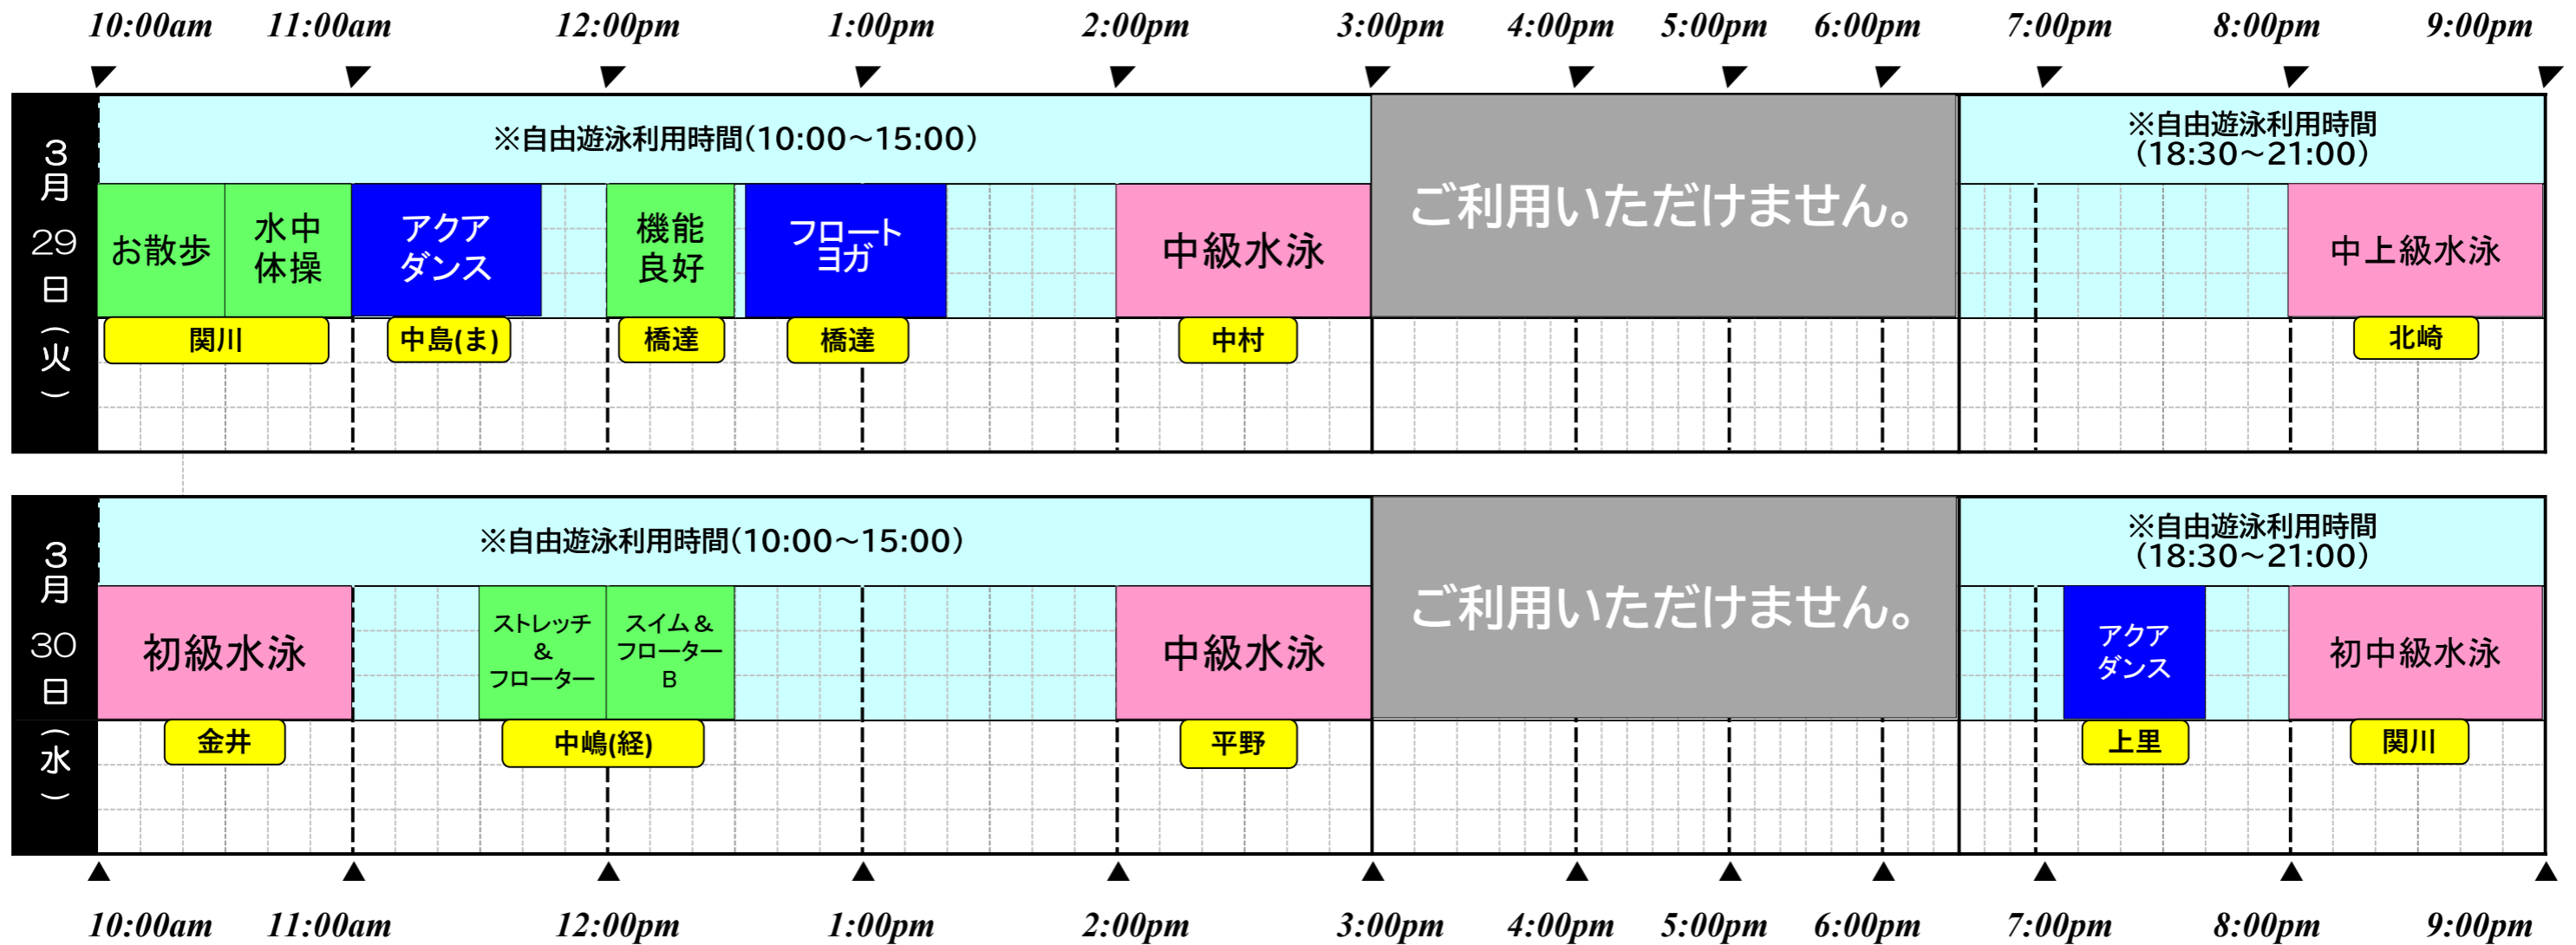 10:00am 11:00am 12:00pm 1:00pm 2:00pm 3:00pm 4:00pm 5:00pm 6:00pm 7:00pm 8:00pm 9:00pm
3月29日(火)
※自由遊泳利用時間(10:00～15:00)
ご利用いただけません。
※自由遊泳利用時間
(18:30～21:00)
お散歩
水中
体操
アクア
ダンス
機能
良好
フロート
ヨガ
中級水泳
中上級水泳
関川
中島(ま)
橋達
橋達
中村
北崎
3月30日(水)
※自由遊泳利用時間(10:00～15:00)
ご利用いただけません。
※自由遊泳利用時間
(18:30～21:00)
初級水泳
ストレッチ
&
フローター
スイム&
フローター
B
中級水泳
アクア
ダンス
初中級水泳
金井
中嶋(経)
平野
上里
関川
10:00am 11:00am 12:00pm 1:00pm 2:00pm 3:00pm 4:00pm 5:00pm 6:00pm 7:00pm 8:00pm 9:00pm